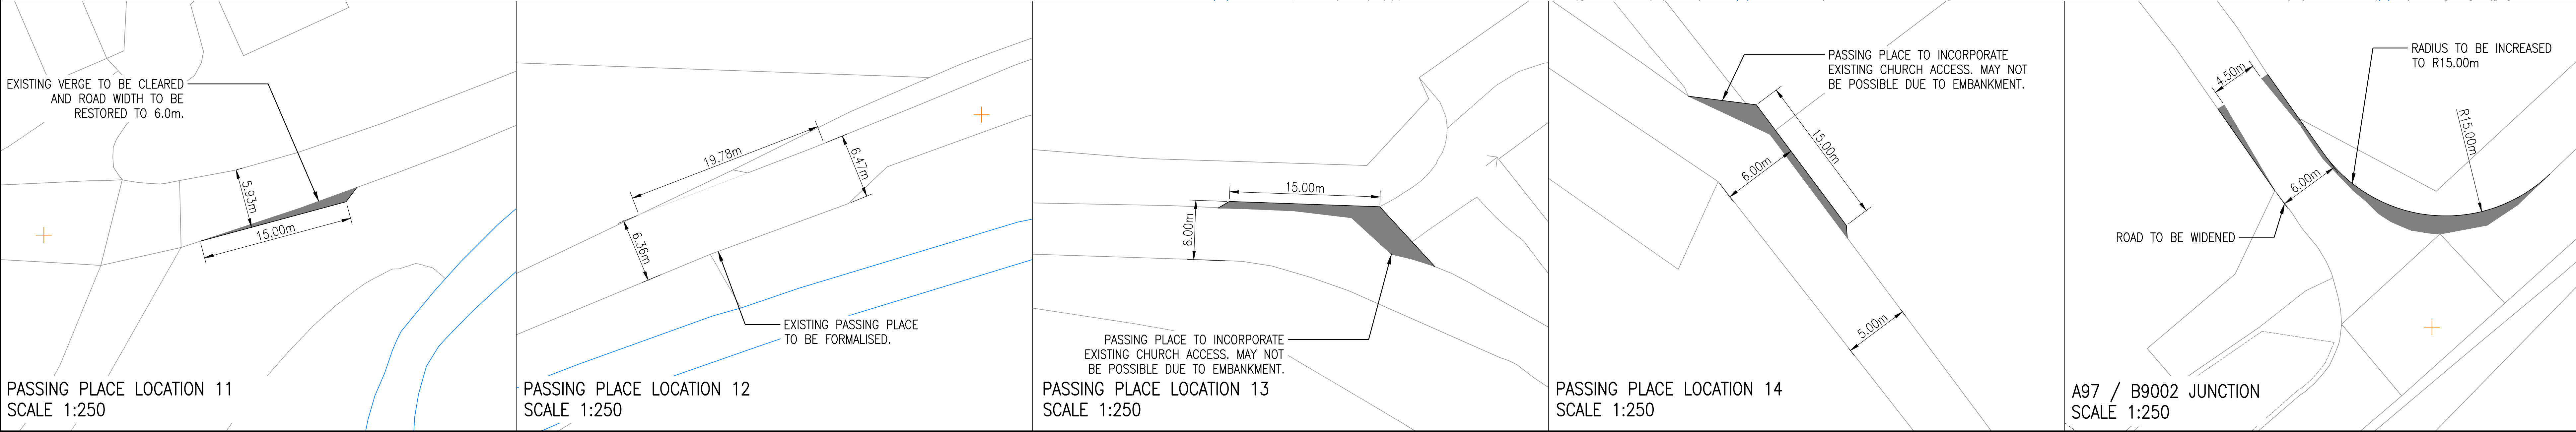 EXISTING VERGE TO BE CLEARED
AND ROAD WIDTH TO BE
RESTORED TO 6.0m.
5.93m
15.00m
PASSING PLACE LOCATION 11
SCALE 1:250
19.78m
6.47m
6.36m
EXISTING PASSING PLACE
TO BE FORMALISED.
PASSING PLACE LOCATION 12
SCALE 1:250
15.00m
6.00m
PASSING PLACE TO INCORPORATE
EXISTING CHURCH ACCESS. MAY NOT
BE POSSIBLE DUE TO EMBANKMENT.
PASSING PLACE LOCATION 13
SCALE 1:250
PASSING PLACE TO INCORPORATE
EXISTING CHURCH ACCESS. MAY NOT
BE POSSIBLE DUE TO EMBANKMENT.
15.00m
6.00m
5.00m
PASSING PLACE LOCATION 14
SCALE 1:250
RADIUS TO BE INCREASED
TO R15.00m
4.50m
R15.00m
6.00m
ROAD TO BE WIDENED
A97 / B9002 JUNCTION
SCALE 1:250